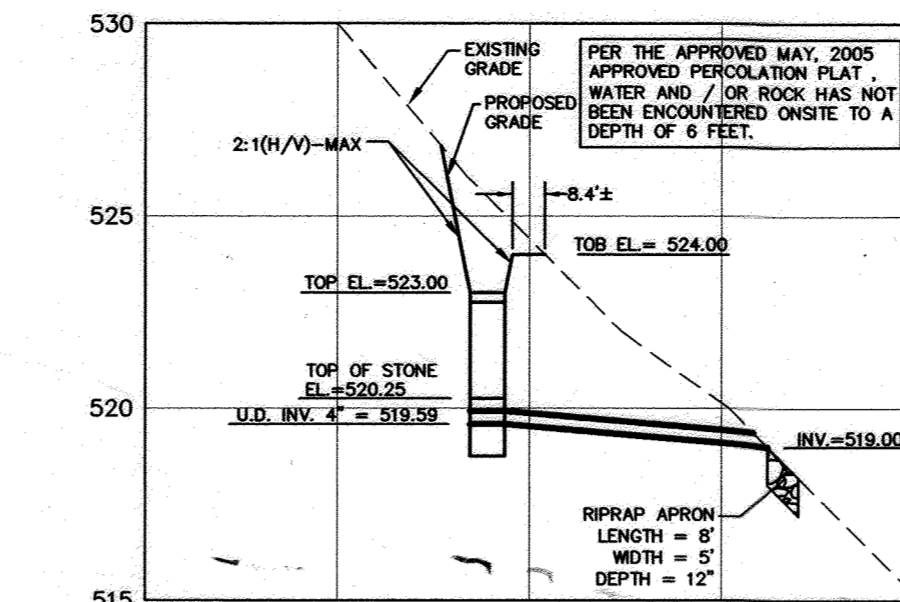 530
EXISTING
GRADE
PER THE APPROVED MAY, 2005
APPROVED PERCOLATION PLAT ,
WATER AND / OR ROCK HAS NOT
BEEN ENCOUNTERED ONSITE TO A
DEPTH OF 6 FEET.
PROPOSED
GRADE
2:1(H/V)-MAX
525
8.4'±
TOB EL.= 524.00
TOP EL.=523.00
TOP OF STONE
EL.=520.25
520
U.D. INV. 4" = 519.59
INV.=519.00
RIPRAP APRON
LENGTH = 8'
WIDTH = 5'
DEPTH = 12"
515